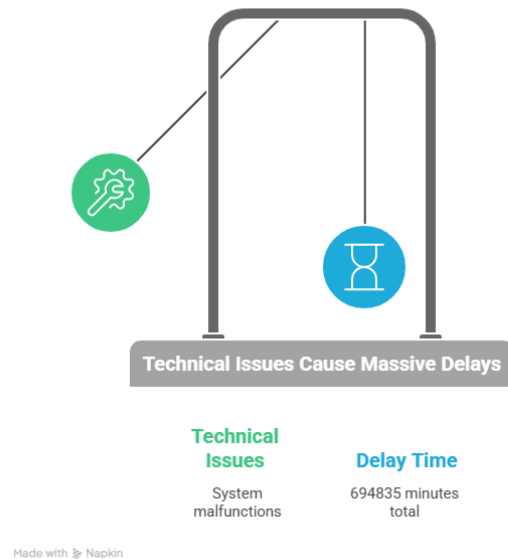 Technical Issues Cause Massive Delays
Technical
Issues
System
malfunctions
Delay Time
694835 minutes
total
Made with Napkin